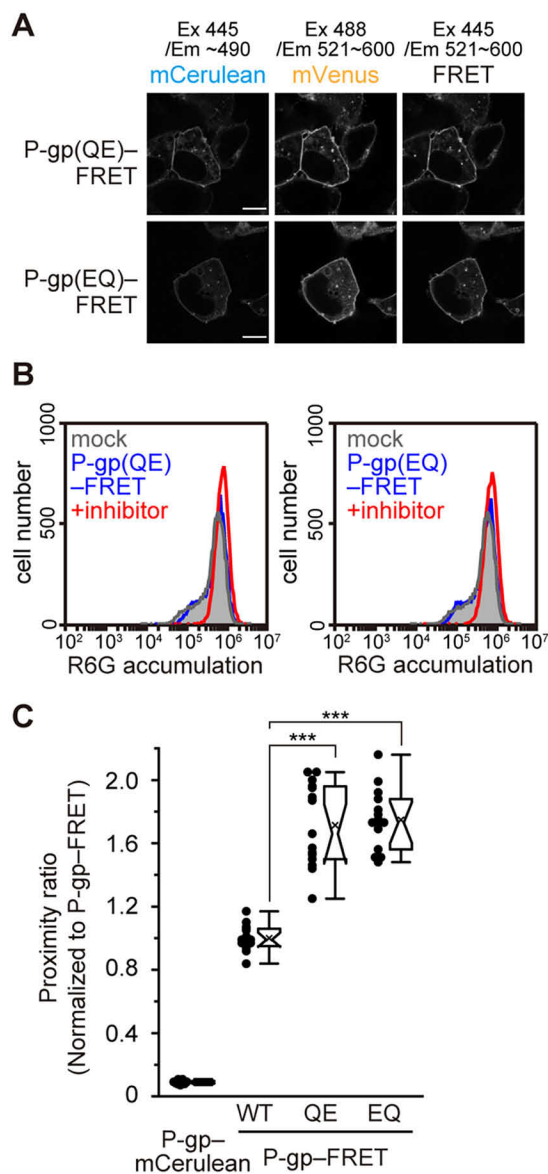 A
Ex 445 Ex 488 Ex 445
/Em ~490 /Em 521~600 /Em 521~600
mCerulean mVenus FRET
P-gp(QE)–
FRET
P-gp(EQ)–
FRET
B
1000
500
0
cell number
mock
P-gp(QE)
–FRET
+inhibitor
10² 10³ 10⁴ 10⁵ 10⁶ 10⁷
R6G accumulation
1000
500
0
cell number
mock
P-gp(EQ)
–FRET
+inhibitor
10² 10³ 10⁴ 10⁵ 10⁶ 10⁷
R6G accumulation
C
***
***
Proximity ratio
(Normalized to P-gp–FRET)
2.0
1.6
1.2
0.8
0.4
0
WT QE EQ
P-gp–
mCerulean
P-gp–FRET